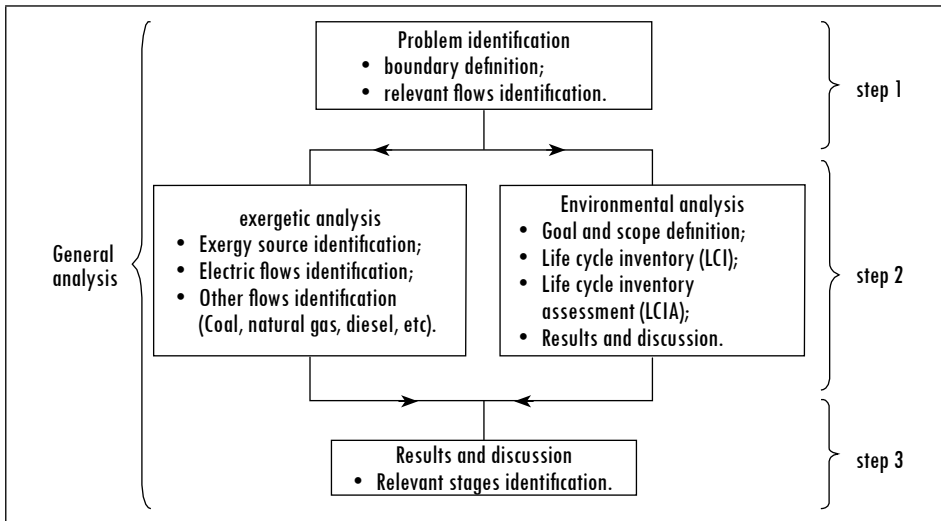 Problem identification
• boundary definition;
• relevant flows identification.
step 1
exergetic analysis
• Exergy source identification;
• Electric flows identification;
• Other flows identification
(Coal, natural gas, diesel, etc).
Environmental analysis
• Goal and scope definition;
• Life cycle inventory (LCI);
• Life cycle inventory
assessment (LCIA);
• Results and discussion.
General
analysis
step 2
Results and discussion
• Relevant stages identification.
step 3